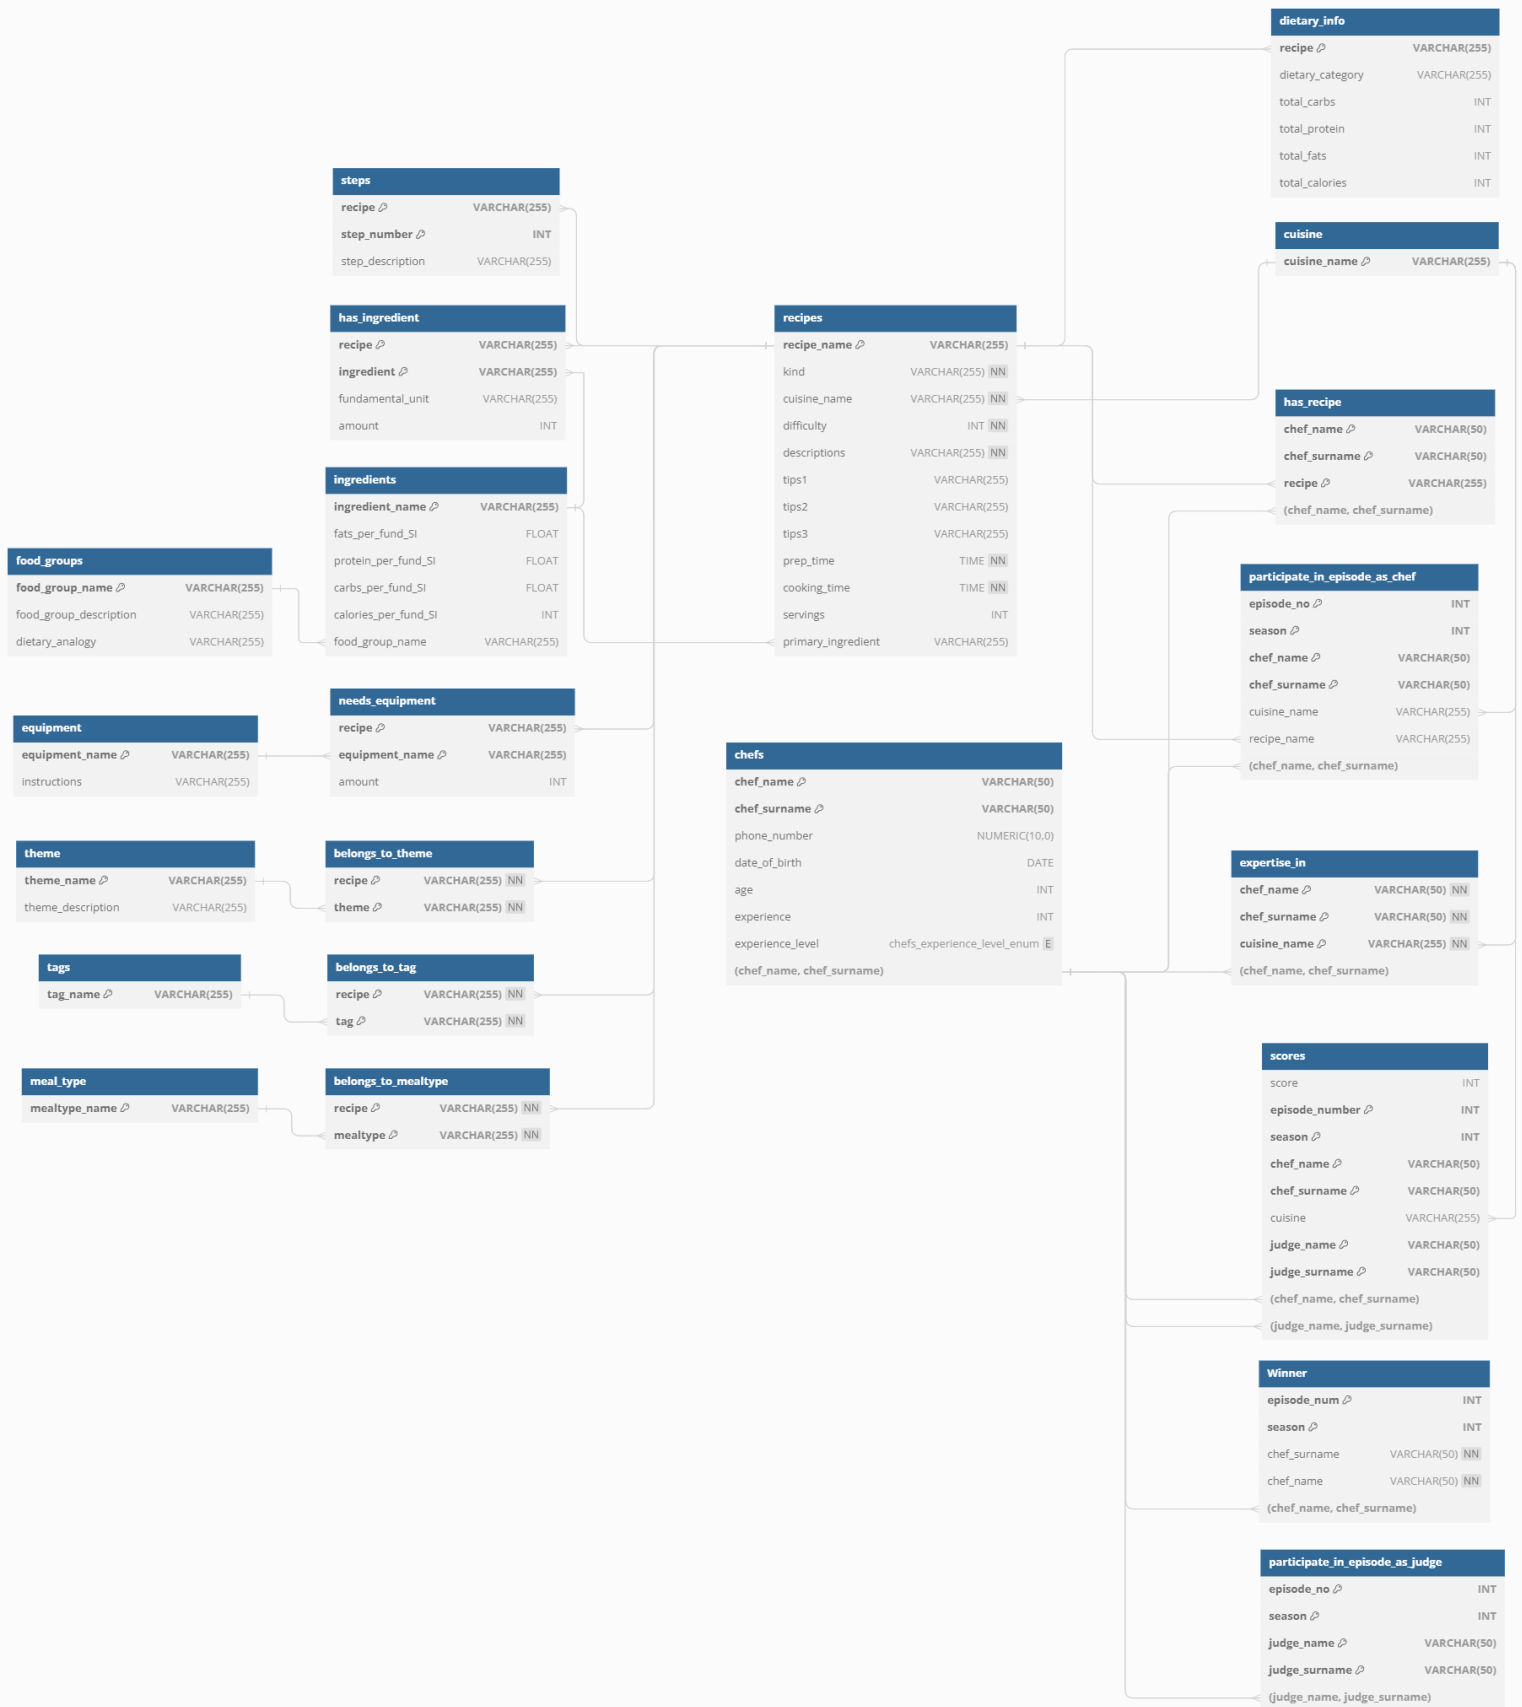 dietary_info
recipe VARCHAR(255)
dietary_category VARCHAR(255)
total_carbs INT
total_protein INT
total_fats INT
total_calories INT
steps
recipe VARCHAR(255)
step_number INT
step_description VARCHAR(255)
cuisine
cuisine_name VARCHAR(255)
has_ingredient
recipe VARCHAR(255)
ingredient VARCHAR(255)
fundamental_unit VARCHAR(255)
amount INT
recipes
recipe_name VARCHAR(255)
kind VARCHAR(255) NN
cuisine_name VARCHAR(255) NN
difficulty INT NN
descriptions VARCHAR(255) NN
tips1 VARCHAR(255)
tips2 VARCHAR(255)
tips3 VARCHAR(255)
prep_time TIME NN
cooking_time TIME NN
servings INT
primary_ingredient VARCHAR(255)
has_recipe
chef_name VARCHAR(50)
chef_surname VARCHAR(50)
recipe VARCHAR(255)
(chef_name, chef_surname)
ingredients
ingredient_name VARCHAR(255)
fats_per_fund_SI FLOAT
protein_per_fund_SI FLOAT
carbs_per_fund_SI FLOAT
calories_per_fund_SI INT
food_group_name VARCHAR(255)
food_groups
food_group_name VARCHAR(255)
food_group_description VARCHAR(255)
dietary_analogy VARCHAR(255)
participate_in_episode_as_chef
episode_no INT
season INT
chef_name VARCHAR(50)
chef_surname VARCHAR(50)
cuisine_name VARCHAR(255)
recipe_name VARCHAR(255)
(chef_name, chef_surname)
needs_equipment
recipe VARCHAR(255)
equipment_name VARCHAR(255)
amount INT
equipment
equipment_name VARCHAR(255)
instructions VARCHAR(255)
chefs
chef_name VARCHAR(50)
chef_surname VARCHAR(50)
phone_number NUMERIC(10,0)
date_of_birth DATE
age INT
experience INT
experience_level chefs_experience_level_enum E
(chef_name, chef_surname)
theme
theme_name VARCHAR(255)
theme_description VARCHAR(255)
belongs_to_theme
recipe VARCHAR(255) NN
theme VARCHAR(255) NN
expertise_in
chef_name VARCHAR(50) NN
chef_surname VARCHAR(50) NN
cuisine_name VARCHAR(255) NN
(chef_name, chef_surname)
tags
tag_name VARCHAR(255)
belongs_to_tag
recipe VARCHAR(255) NN
tag VARCHAR(255) NN
meal_type
mealtype_name VARCHAR(255)
belongs_to_mealtype
recipe VARCHAR(255) NN
mealtype VARCHAR(255) NN
scores
score INT
episode_number INT
season INT
chef_name VARCHAR(50)
chef_surname VARCHAR(50)
cuisine VARCHAR(255)
judge_name VARCHAR(50)
judge_surname VARCHAR(50)
(chef_name, chef_surname)
(judge_name, judge_surname)
Winner
episode_num INT
season INT
chef_surname VARCHAR(50) NN
chef_name VARCHAR(50) NN
(chef_name, chef_surname)
participate_in_episode_as_judge
episode_no INT
season INT
judge_name VARCHAR(50)
judge_surname VARCHAR(50)
(judge_name, judge_surname)